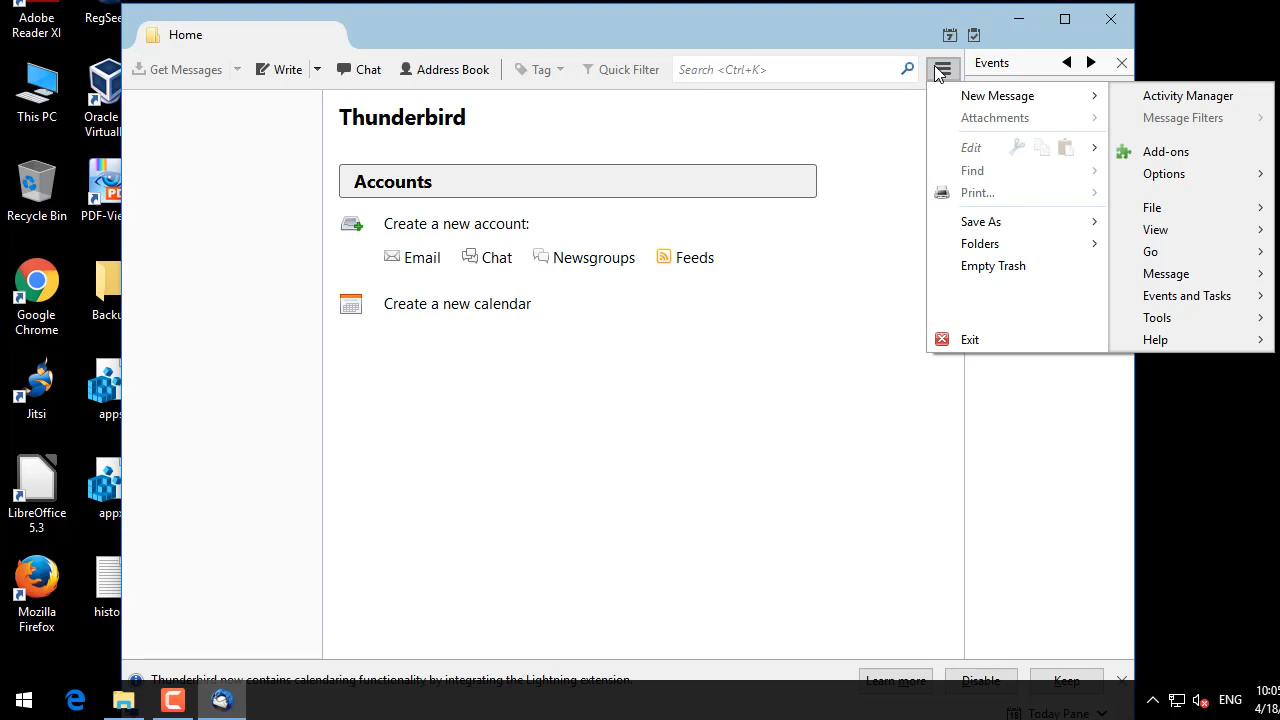 Adobe
Reader XI
RegSee
This PC
Oracle
Virtuall
Recycle Bin
PDF-Vie
Google
Chrome
Backu
Jitsi
apps
LibreOffice
5.3
appx
Mozilla
Firefox
histo
Home
7
Get Messages
Write
Chat
Address Book
Tag
Quick Filter
Search <Ctrl+K>
Events
Thunderbird
Accounts
Create a new account:
Email
Chat
Newsgroups
Feeds
Create a new calendar
New Message
Attachments
Edit
Find
Print...
Save As
Folders
Empty Trash
Exit
Activity Manager
Message Filters
Add-ons
Options
File
View
Go
Message
Events and Tasks
Tools
Help
Thunderbird now contains calendaring functionality by integrating the Lightning extension.
Learn more
Disable
Keep
18
Today Pane
ENG
10:05
4/18/